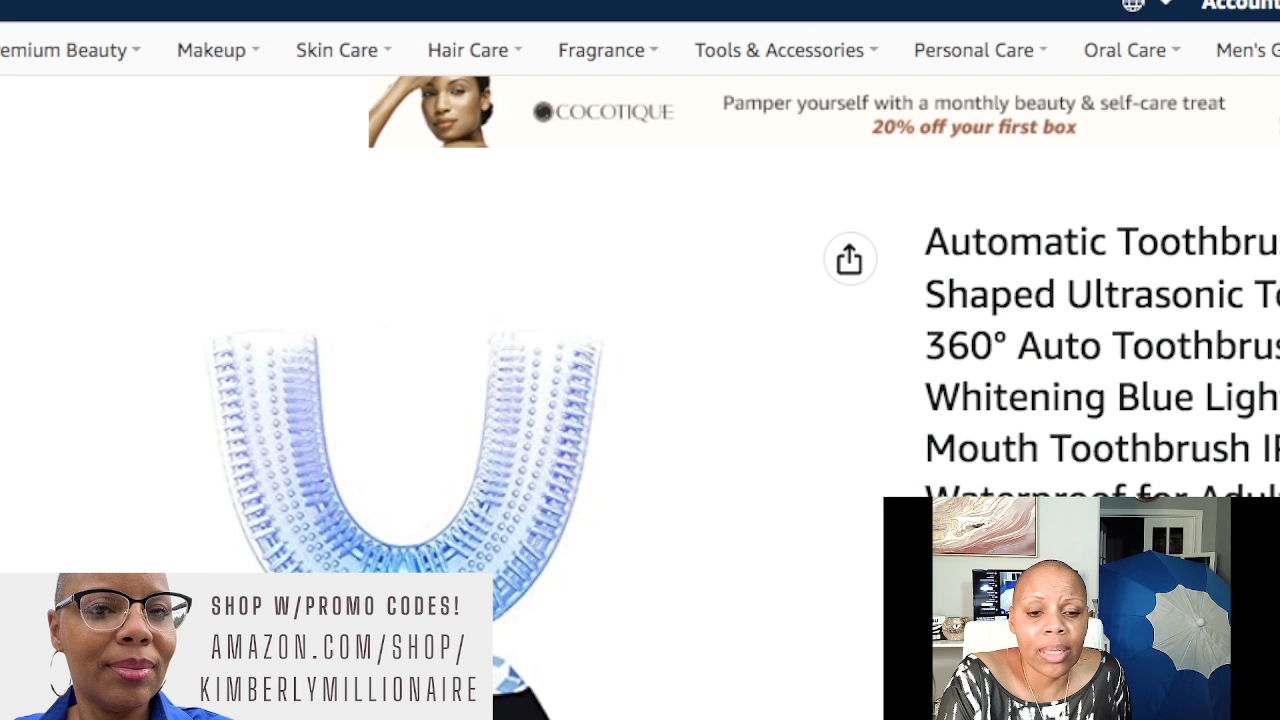 Account
emium Beauty
Makeup
Skin Care
Hair Care
Fragrance
Tools & Accessories
Personal Care
Oral Care
Men's G
COCOTIQUE
Pamper yourself with a monthly beauty & self-care treat
20% off your first box
Automatic Toothbru
Shaped Ultrasonic To
360° Auto Toothbrus
Whitening Blue Ligh
Mouth Toothbrush IP
Waterproof for Adul
SHOP W/PROMO CODES!
AMAZON.COM/SHOP/
KIMBERLYMILLIONAIRE